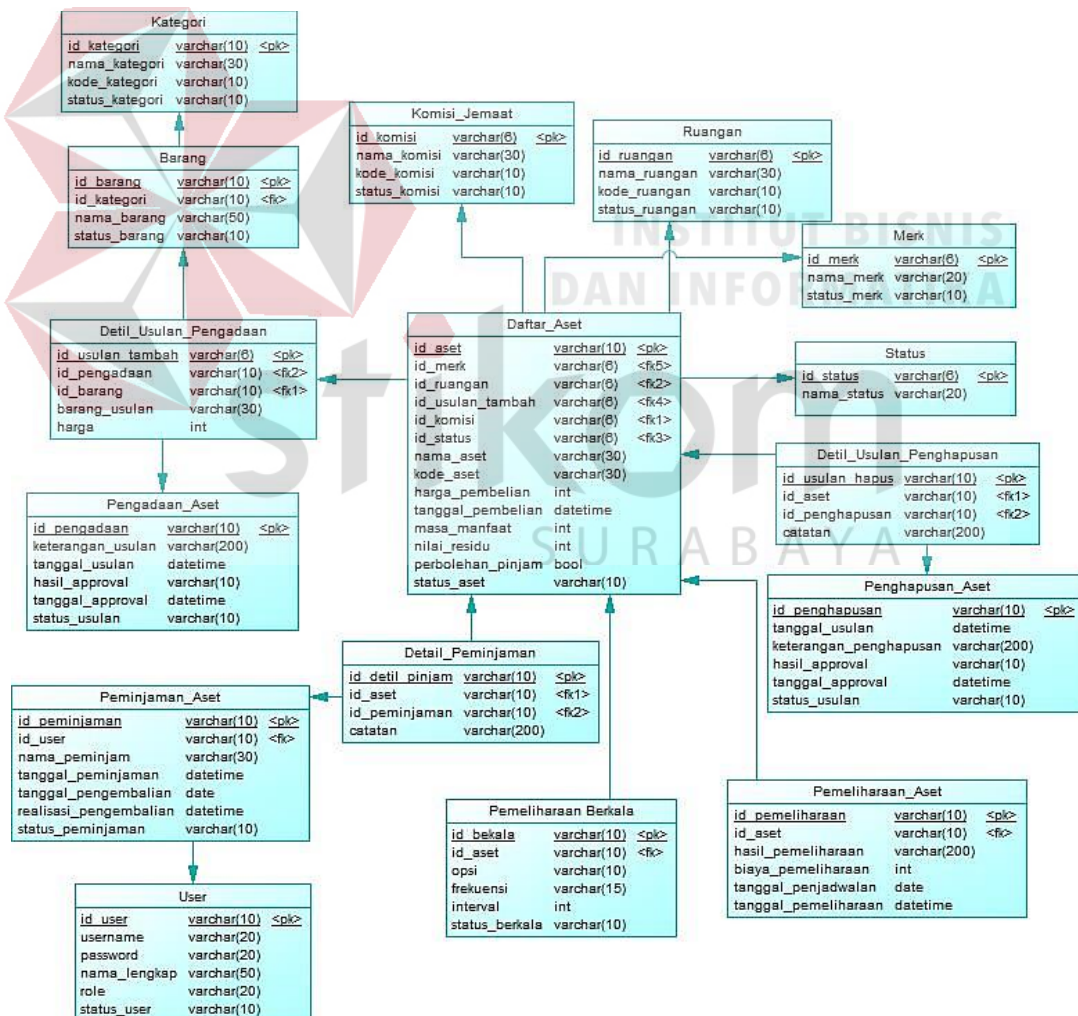 Kategori
id_kategori varchar(10) <pk>
nama_kategori varchar(30)
kode_kategori varchar(10)
status_kategori varchar(10)
Komisi_Jemaat
id_komisi varchar(6) <pk>
nama_komisi varchar(30)
kode_komisi varchar(10)
status_komisi varchar(10)
Ruangan
id_ruangan varchar(6) <pk>
nama_ruangan varchar(30)
kode_ruangan varchar(10)
status_ruangan varchar(10)
Barang
id_barang varchar(10) <pk>
id_kategori varchar(10) <fk>
nama_barang varchar(50)
status_barang varchar(10)
INSTITUT BISNIS
DAN INFORMATIKA
stikom
SURABAYA
Merk
id_merk varchar(6) <pk>
nama_merk varchar(20)
status_merk varchar(10)
Detil_Usulan_Pengadaan
id_usulan_tambah varchar(6) <pk>
id_pengadaan varchar(10) <fk2>
id_barang varchar(10) <fk1>
barang_usulan varchar(30)
harga int
Daftar_Aset
id_aset varchar(10) <pk>
id_merk varchar(6) <fk5>
id_ruangan varchar(6) <fk2>
id_usulan_tambah varchar(6) <fk4>
id_komisi varchar(6) <fk1>
id_status varchar(6) <fk3>
nama_aset varchar(30)
kode_aset varchar(30)
harga_pembelian int
tanggal_pembelian datetime
masa_manfaat int
nilai_residu int
perbolehan_pinjam bool
status_aset varchar(10)
Status
id_status varchar(6) <pk>
nama_status varchar(20)
Detil_Usulan_Penghapusan
id_usulan_hapus varchar(10) <pk>
id_aset varchar(10) <fk1>
id_penghapusan varchar(10) <fk2>
catatan varchar(200)
Pengadaan_Aset
id_pengadaan varchar(10) <pk>
keterangan_usulan varchar(200)
tanggal_usulan datetime
hasil_approval varchar(10)
tanggal_approval datetime
status_usulan varchar(10)
Penghapusan_Aset
id_penghapusan varchar(10) <pk>
tanggal_usulan datetime
keterangan_penghapusan varchar(200)
hasil_approval varchar(10)
tanggal_approval datetime
status_usulan varchar(10)
Detail_Peminjaman
id_detil_pinjam varchar(10) <pk>
id_aset varchar(10) <fk1>
id_peminjaman varchar(10) <fk2>
catatan varchar(200)
Peminjaman_Aset
id_peminjaman varchar(10) <pk>
id_user varchar(10) <fk>
nama_peminjam varchar(30)
tanggal_peminjaman datetime
tanggal_pengembalian date
realisasi_pengembalian datetime
status_peminjaman varchar(10)
Pemeliharaan Berkala
id_bekala varchar(10) <pk>
id_aset varchar(10) <fk>
opsi varchar(10)
frekuensi varchar(15)
interval int
status_berkala varchar(10)
Pemeliharaan_Aset
id_pemeliharaan varchar(10) <pk>
id_aset varchar(10) <fk>
hasil_pemeliharaan varchar(200)
biaya_pemeliharaan int
tanggal_penjadwalan date
tanggal_pemeliharaan datetime
User
id_user varchar(10) <pk>
username varchar(20)
password varchar(20)
nama_lengkap varchar(50)
role varchar(20)
status_user varchar(10)